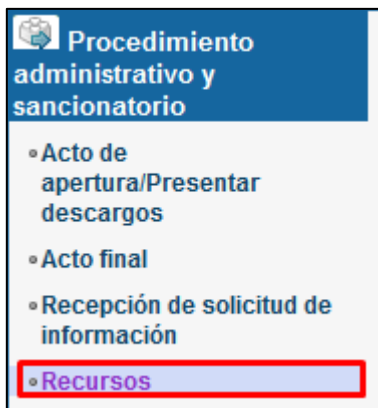 Procedimiento
administrativo y
sancionatorio
Acto de
apertura/Presentar
descargos
Acto final
Recepción de solicitud de
información
Recursos